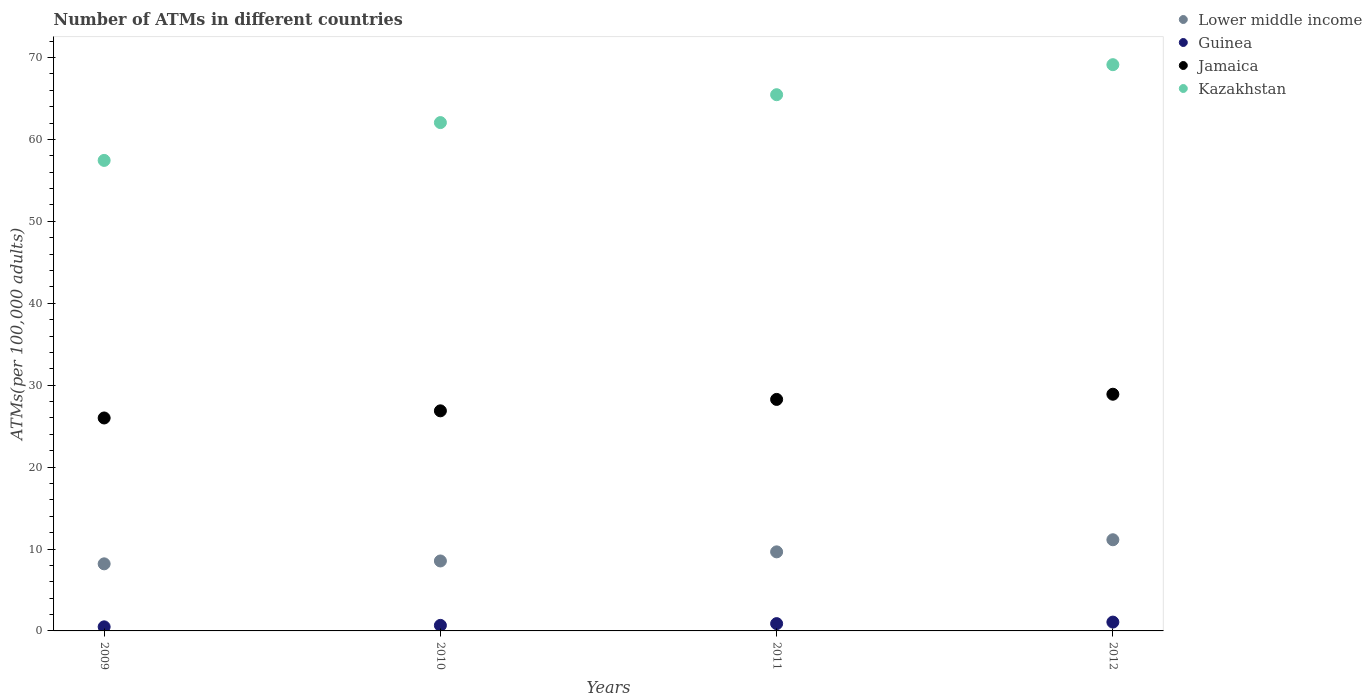 Number of ATMs in different countries
Lower middle income
Guinea
Jamaica
Kazakhstan
ATMs(per 100,000 adults)
70
60
50
40
30
20
10
0
2009
2010
2011
2012
Years